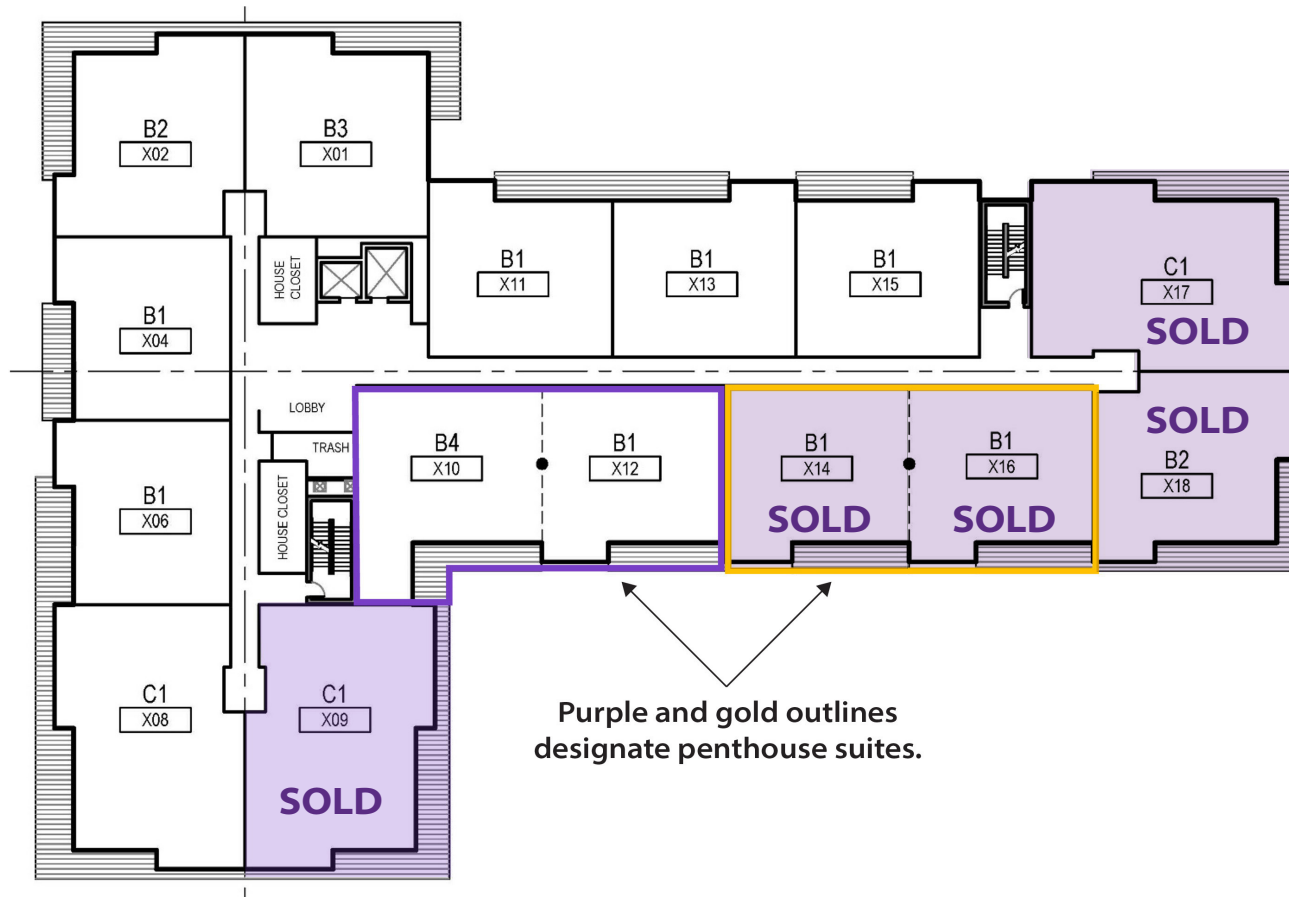 B2
X02
B3
X01
B1
X11
B1
X13
B1
X15
C1
X17
SOLD
HOUSE
CLOSET
B1
X04
LOBBY
TRASH
B4
X10
B1
X12
B1
X14
SOLD
B1
X16
SOLD
SOLD
B2
X18
B1
X06
HOUSE CLOSET
C1
X08
C1
X09
SOLD
Purple and gold outlines
designate penthouse suites.